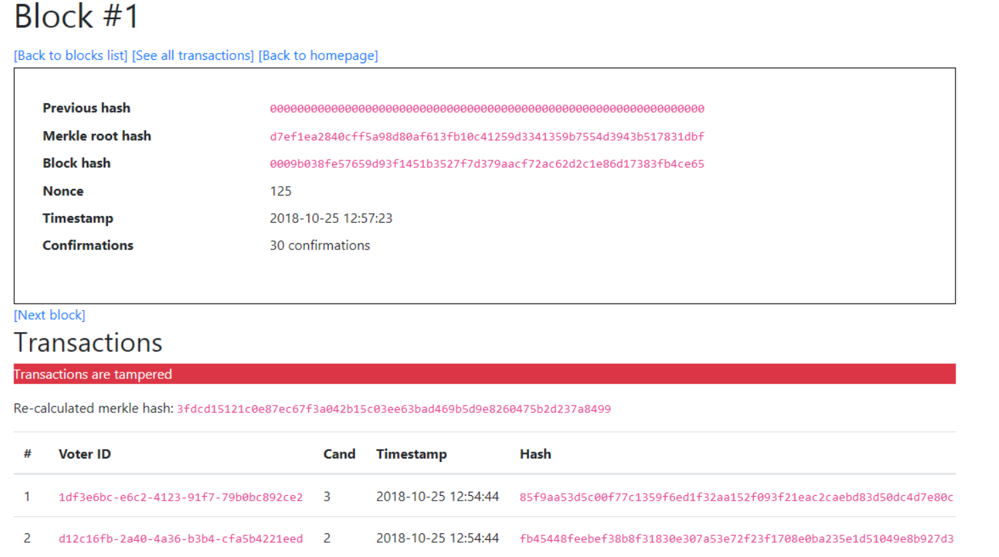 Block #1
[Back to blocks list] [See all transactions] [Back to homepage]
Previous hash 0000000000000000000000000000000000000000000000000000000000000000
Merkle root hash d7ef1ea2840cff5a98d80af613fb10c41259d3341359b7554d3943b517831dbf
Block hash 0009b038fe57659d93f1451b3527f7d379aacf72ac62d2c1e86d17383fb4ce65
Nonce 125
Timestamp 2018-10-25 12:57:23
Confirmations 30 confirmations
[Next block]
Transactions
Transactions are tampered
Re-calculated merkle hash: 3fdcd15121c0e87ec67f3a042b15c03ee63bad469b5d9e8260475b2d237a8499
# Voter ID Cand Timestamp Hash
1 1df3e6bc-e6c2-4123-91f7-79b0bc892ce2 3 2018-10-25 12:54:44 85f9aa53d5c00f77c1359f6ed1f32aa152f093f21eac2caebd83d50dc4d7e80c
2 d12c16fb-2a40-4a36-b3b4-cfa5b4221eed 2 2018-10-25 12:54:44 fb45448feebef38b8f31830e307a53e72f23f1708e0ba235e1d51049e8b927d3